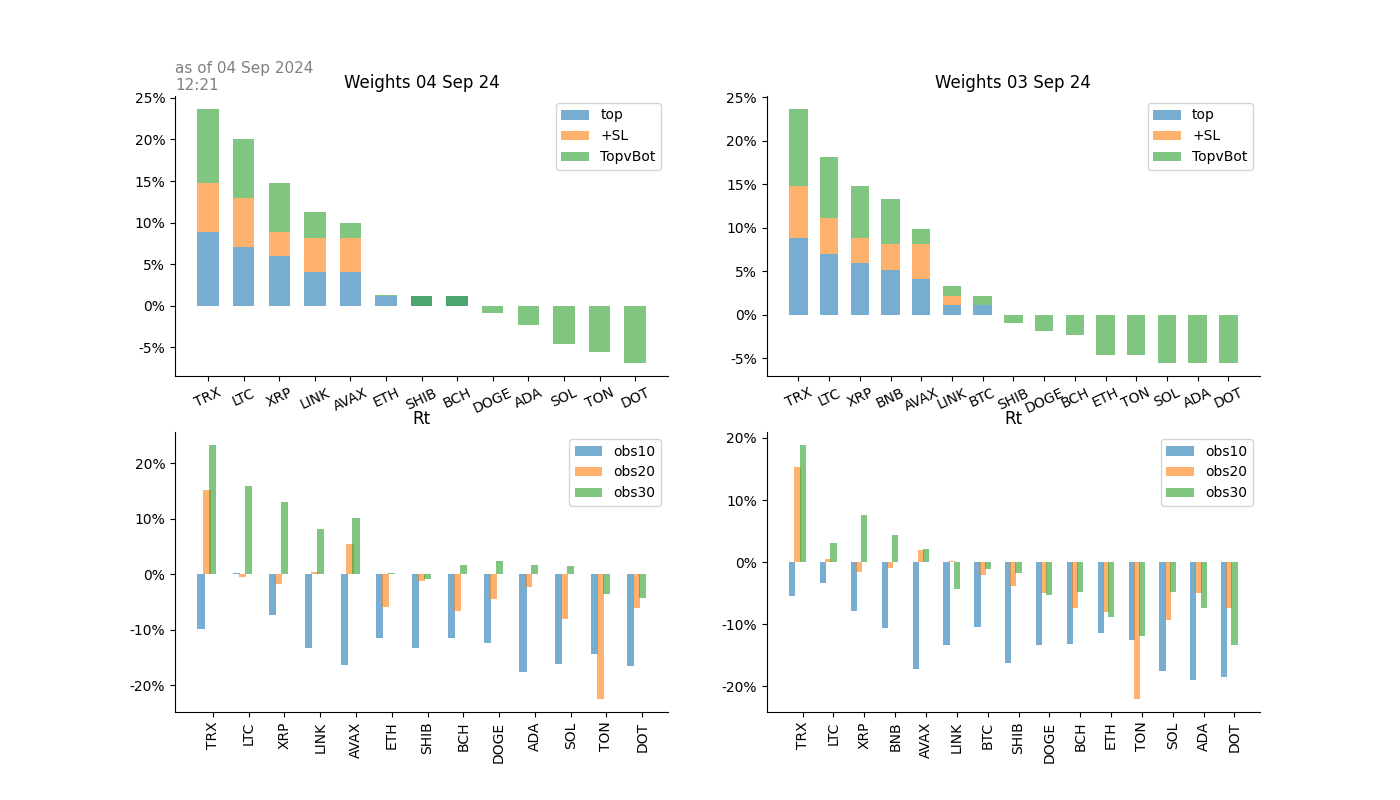 as of 04 Sep 2024
12:21
Weights 04 Sep 24
25%
20%
15%
10%
5%
0%
-5%
top
+SL
TopvBot
TRX LTC XRP LINK AVAX ETH SHIB BCH DOGE ADA SOL TON DOT
Weights 03 Sep 24
25%
20%
15%
10%
5%
0%
-5%
top
+SL
TopvBot
TRX LTC XRP BNB AVAX LINK BTC SHIB DOGE BCH ETH TON SOL ADA DOT
Rt
20%
10%
0%
-10%
-20%
obs10
obs20
obs30
TRX LTC XRP LINK AVAX ETH SHIB BCH DOGE ADA SOL TON DOT
Rt
20%
10%
0%
-10%
-20%
obs10
obs20
obs30
TRX LTC XRP BNB AVAX LINK BTC SHIB DOGE BCH ETH TON SOL ADA DOT